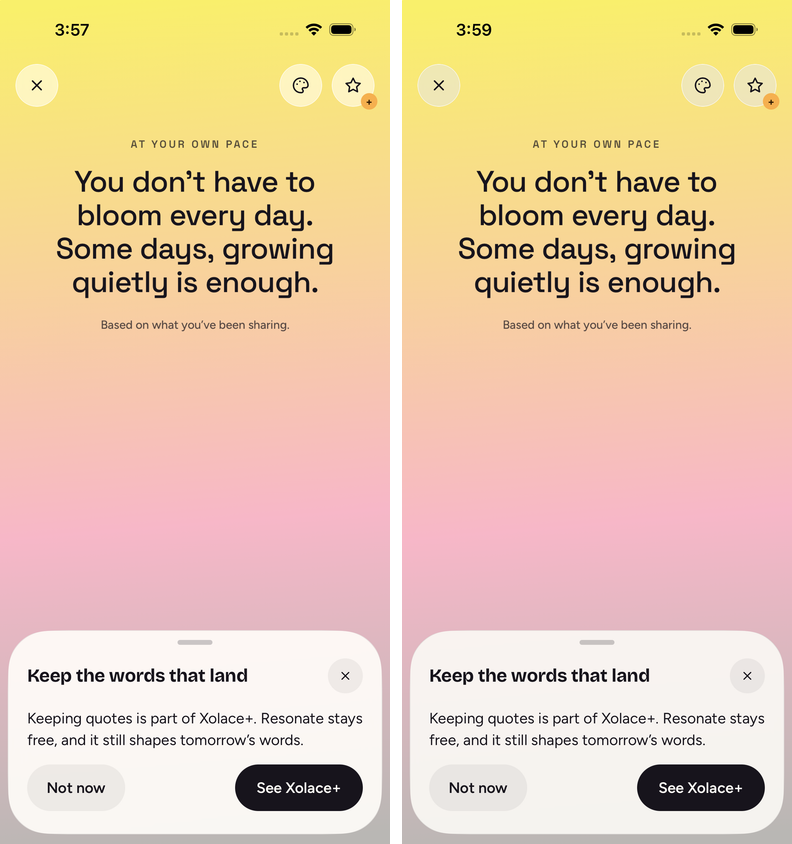 3:57
+
AT YOUR OWN PACE
You don’t have to
bloom every day.
Some days, growing
quietly is enough.
Based on what you’ve been sharing.
Keep the words that land
Keeping quotes is part of Xolace+. Resonate stays
free, and it still shapes tomorrow’s words.
Not now
See Xolace+
3:59
+
AT YOUR OWN PACE
You don’t have to
bloom every day.
Some days, growing
quietly is enough.
Based on what you’ve been sharing.
Keep the words that land
Keeping quotes is part of Xolace+. Resonate stays
free, and it still shapes tomorrow’s words.
Not now
See Xolace+